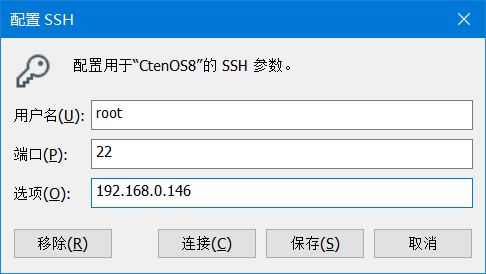 配置 SSH
配置用于“CtenOS8”的 SSH 参数。
用户名(U): root
端口(P): 22
选项(O): 192.168.0.146
移除(R) 连接(C) 保存(S) 取消